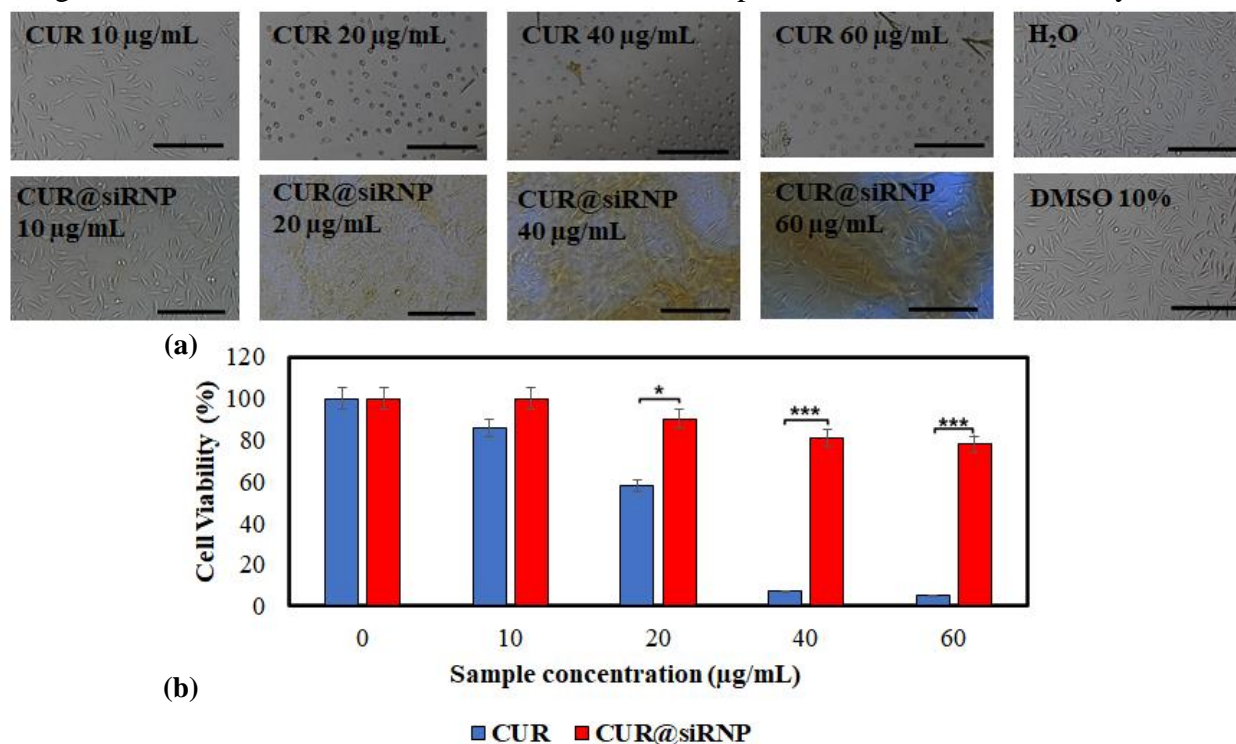 CUR 10 µg/mL
CUR 20 µg/mL
CUR 40 µg/mL
CUR 60 µg/mL
H₂O
CUR@siRNP
10 µg/mL
CUR@siRNP
20 µg/mL
CUR@siRNP
40 µg/mL
CUR@siRNP
60 µg/mL
DMSO 10%
(a)
120
100
80
60
40
20
0
Cell Viability (%)
*
***
***
0 10 20 40 60
Sample concentration (µg/mL)
(b)
CUR CUR@siRNP